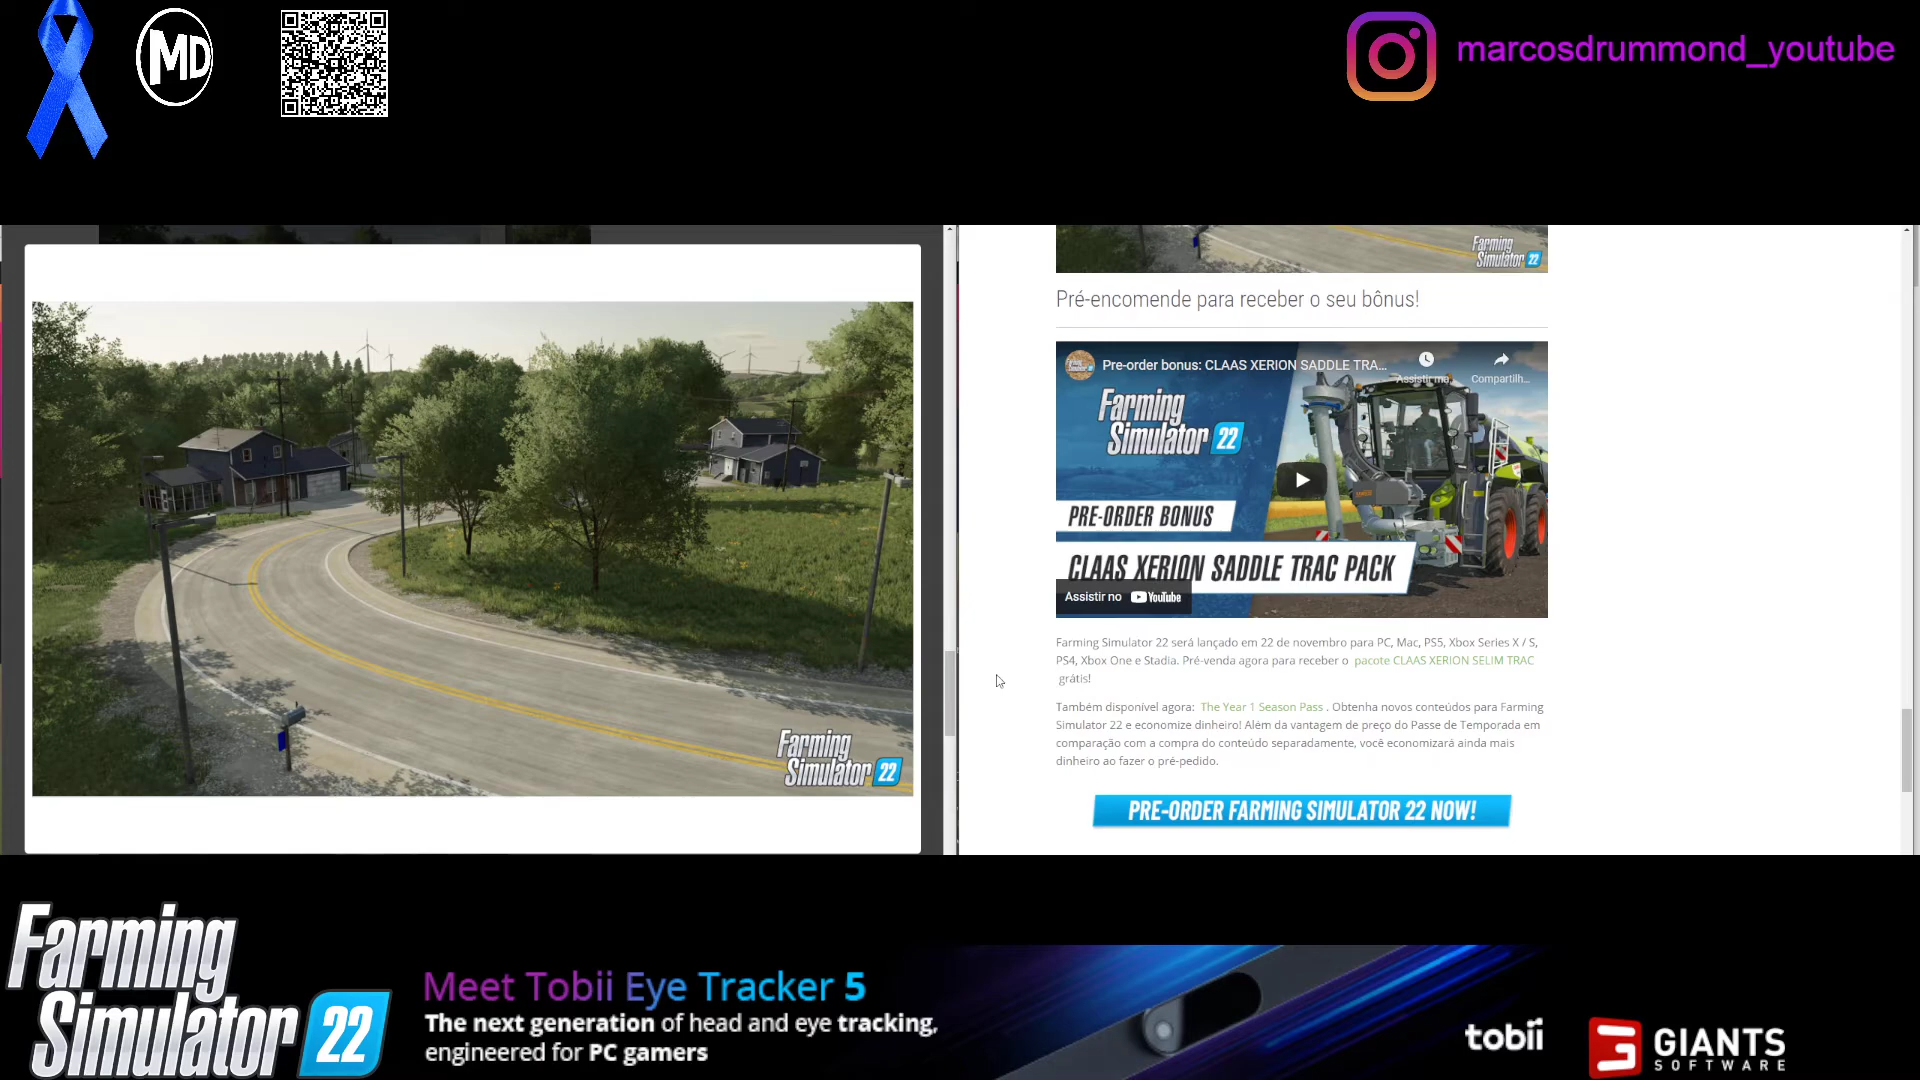 MD
marcosdrummond_youtube
Farming
Simulator 22
Farming
Simulator 22
Pré-encomende para receber o seu bônus!
Pre-order bonus: CLAAS XERION SADDLE TRA...
Assistir ma...
Compartilh...
Farming
Simulator 22
PRE-ORDER BONUS
CLAAS XERION SADDLE TRAC PACK
Assistir no YouTube
Farming Simulator 22 será lançado em 22 de novembro para PC, Mac, PS5, Xbox Series X / S,
PS4, Xbox One e Stadia. Pré-venda agora para receber o pacote CLAAS XERION SELIM TRAC
grátis!
Também disponível agora: The Year 1 Season Pass . Obtenha novos conteúdos para Farming
Simulator 22 e economize dinheiro! Além da vantagem de preço do Passe de Temporada em
comparação com a compra do conteúdo separadamente, você economizará ainda mais
dinheiro ao fazer o pré-pedido.
PRE-ORDER FARMING SIMULATOR 22 NOW!
Farming
Simulator 22
Meet Tobii Eye Tracker 5
The next generation of head and eye tracking,
engineered for PC gamers
tobii
GIANTS
SOFTWARE